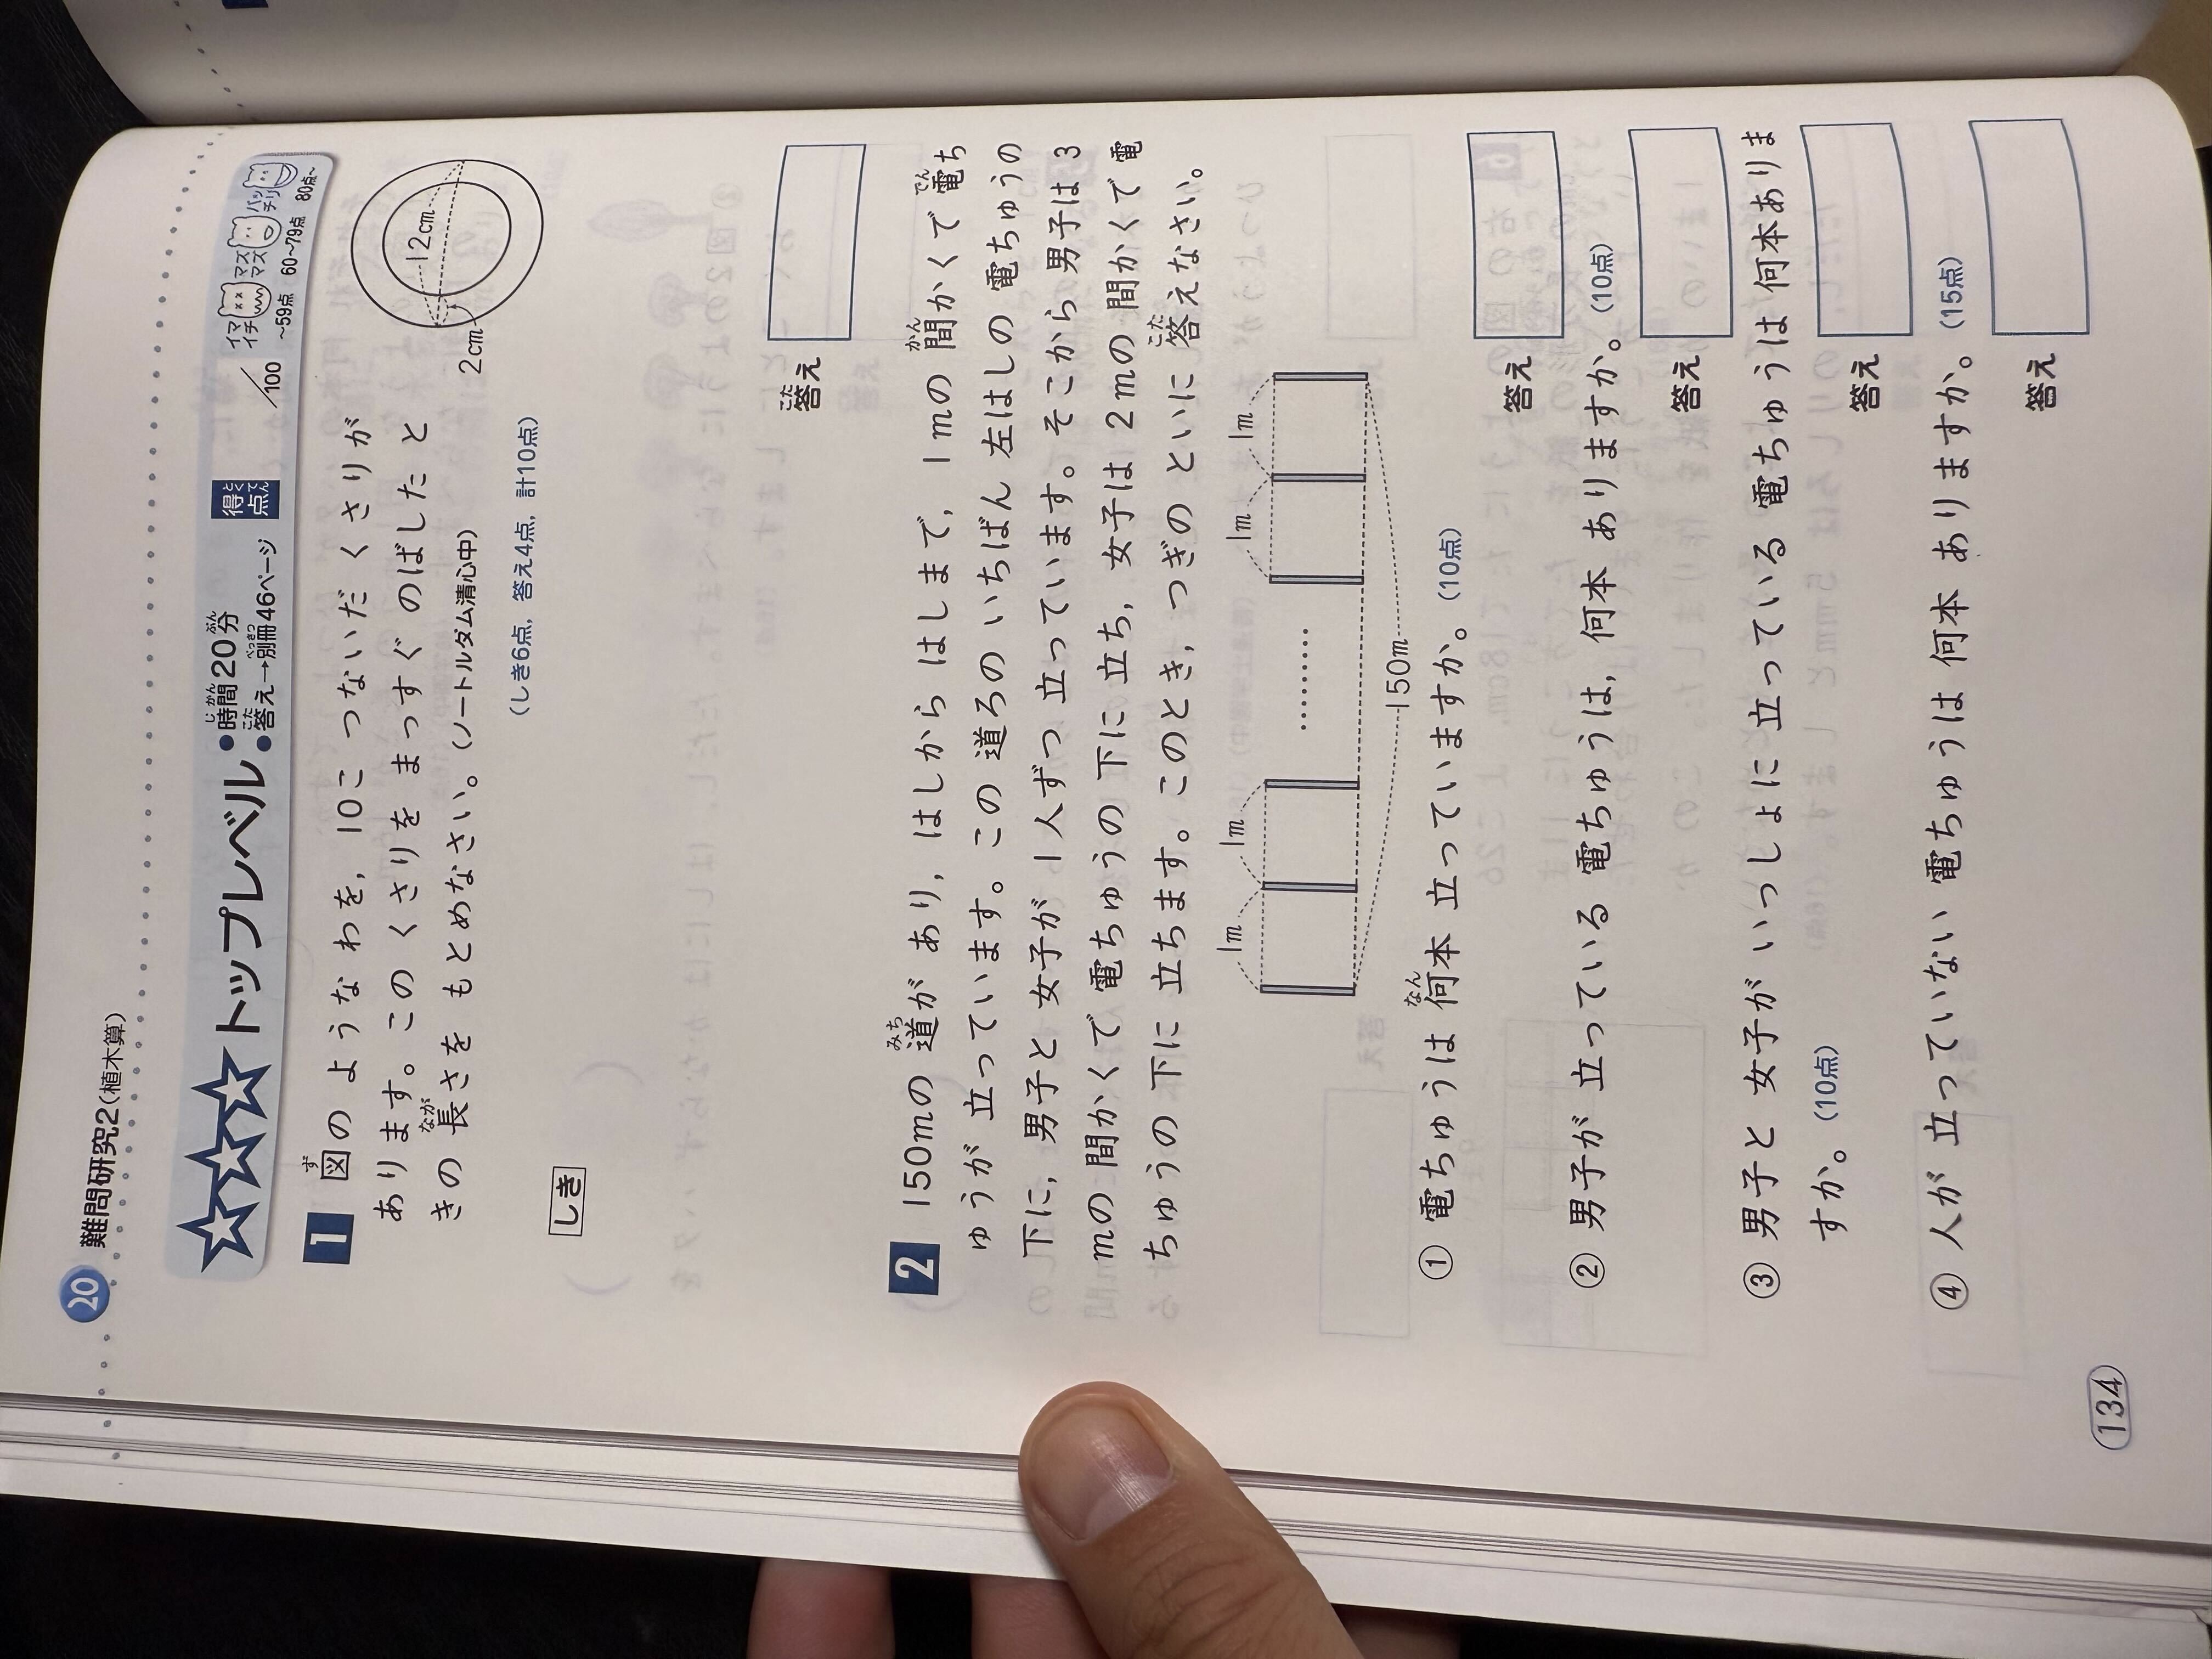 20 難問研究2(植木算)
☆☆☆トップレベル ●時間20分 ●答え→別冊46ページ 得点 /100 イマイチ ～59点 マズマズ 60～79点 バッチリ 80点～
1 図の ような わを, 10こ つないだ くさりが
あります。この くさりを まっすぐ のばした と
きの 長さを もとめなさい。(ノートルダム清心中)
(しき6点, 答え4点, 計10点)
12cm
2cm
しき
答え
2 150mの 道が あり, はしから はしまで, 1mの 間かくで 電ち
ゅうが 立っています。この 道ろの いちばん 左はしの 電ちゅうの
下に, 男子と 女子が 1人ずつ 立っています。そこから 男子は 3
mの 間かくで 電ちゅうの 下に 立ち, 女子は 2mの 間かくで 電
ちゅうの 下に 立ちます。このとき, つぎの といに 答えなさい。
1m 1m 1m 1m
150m
① 電ちゅうは 何本 立っていますか。(10点)
答え
② 男子が 立っている 電ちゅうは, 何本 ありますか。(10点)
答え
③ 男子と 女子が いっしょに 立っている 電ちゅうは 何本ありま
すか。(10点)
答え
④ 人が 立っていない 電ちゅうは 何本 ありますか。(15点)
答え
134